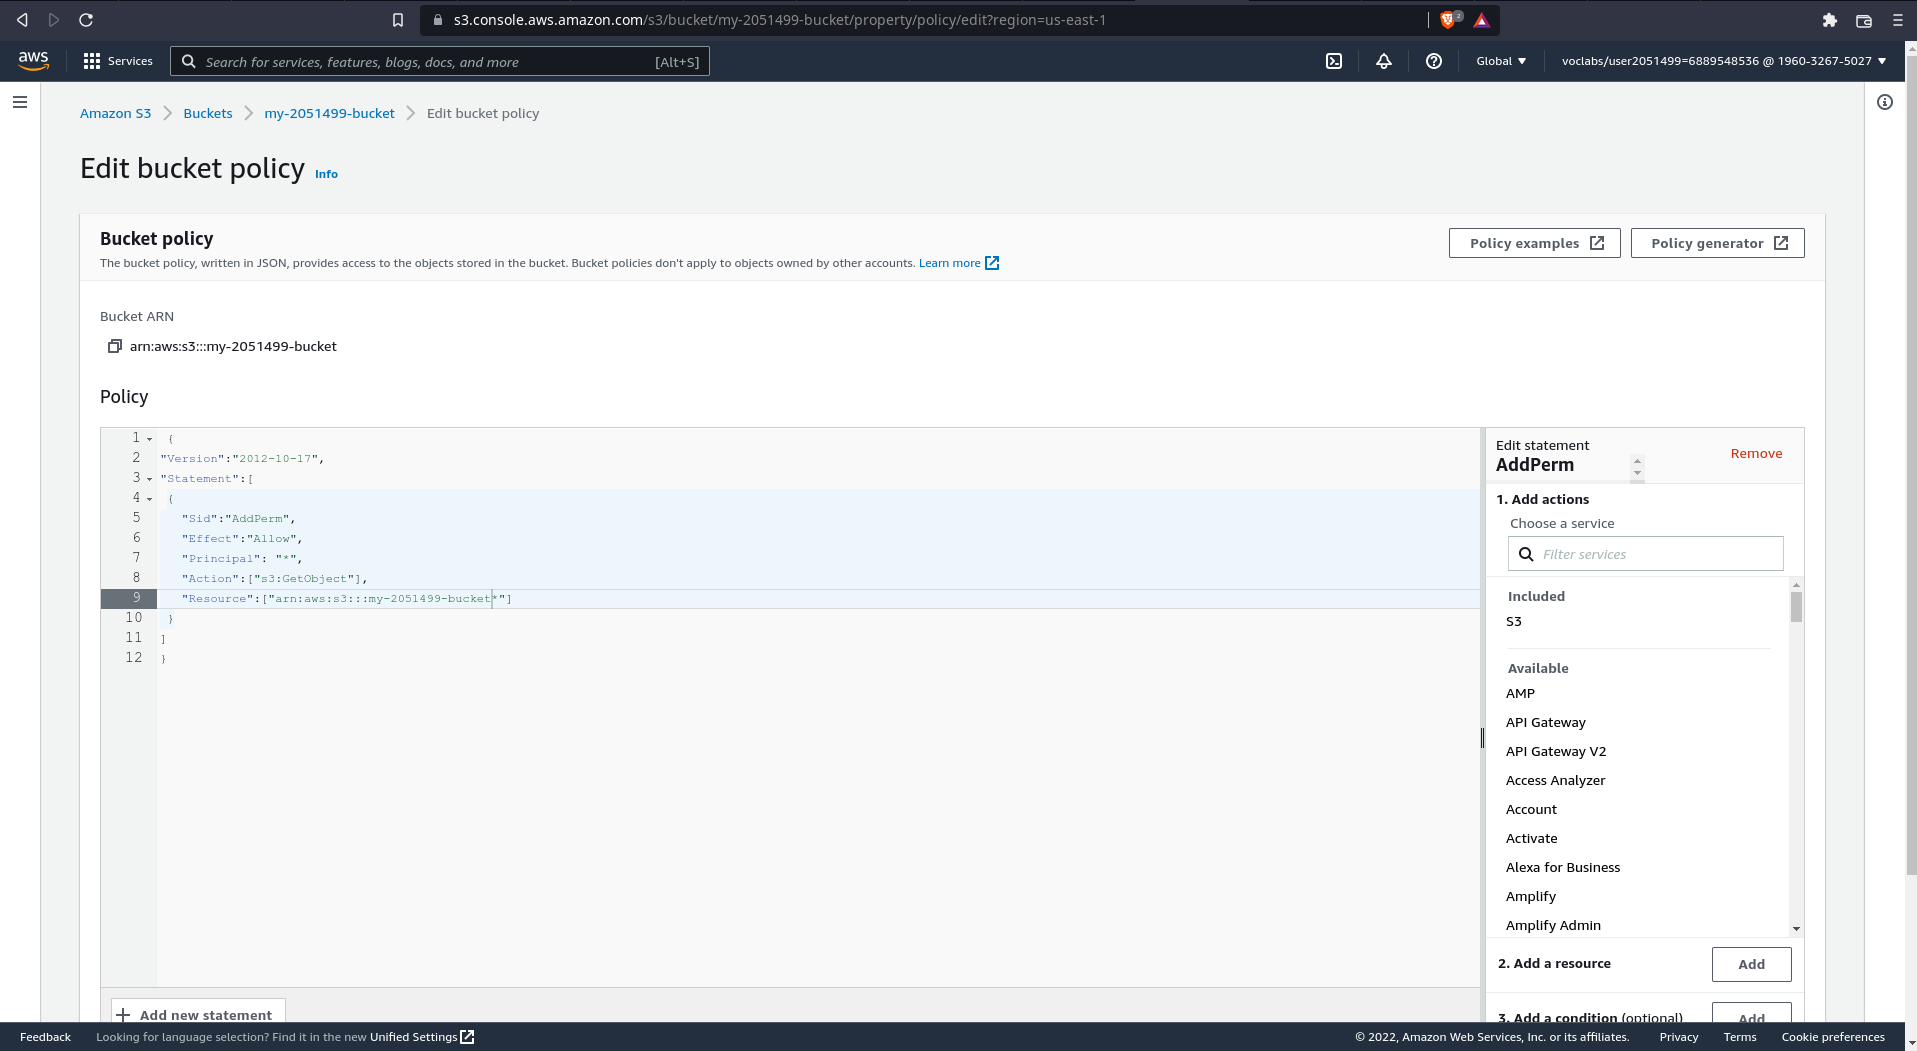 s3.console.aws.amazon.com/s3/bucket/my-2051499-bucket/property/policy/edit?region=us-east-1
2
aws
Services
Search for services, features, blogs, docs, and more [Alt+S]
Global
voclabs/user2051499=6889548536 @ 1960-3267-5027
Amazon S3 Buckets my-2051499-bucket Edit bucket policy
Edit bucket policy Info
Bucket policy
The bucket policy, written in JSON, provides access to the objects stored in the bucket. Bucket policies don't apply to objects owned by other accounts. Learn more
Policy examples
Policy generator
Bucket ARN
arn:aws:s3:::my-2051499-bucket
Policy
1 {
2 "Version":"2012-10-17",
3 "Statement":[
4 {
5 "Sid":"AddPerm",
6 "Effect":"Allow",
7 "Principal": "*",
8 "Action":["s3:GetObject"],
9 "Resource":["arn:aws:s3:::my-2051499-bucket*"]
10 }
11 ]
12 }
Add new statement
Edit statement
AddPerm
Remove
1. Add actions
Choose a service
Filter services
Included
S3
Available
AMP
API Gateway
API Gateway V2
Access Analyzer
Account
Activate
Alexa for Business
Amplify
Amplify Admin
2. Add a resource
Add
3. Add a condition (optional)
Add
Feedback
Looking for language selection? Find it in the new Unified Settings
© 2022, Amazon Web Services, Inc. or its affiliates.
Privacy
Terms
Cookie preferences